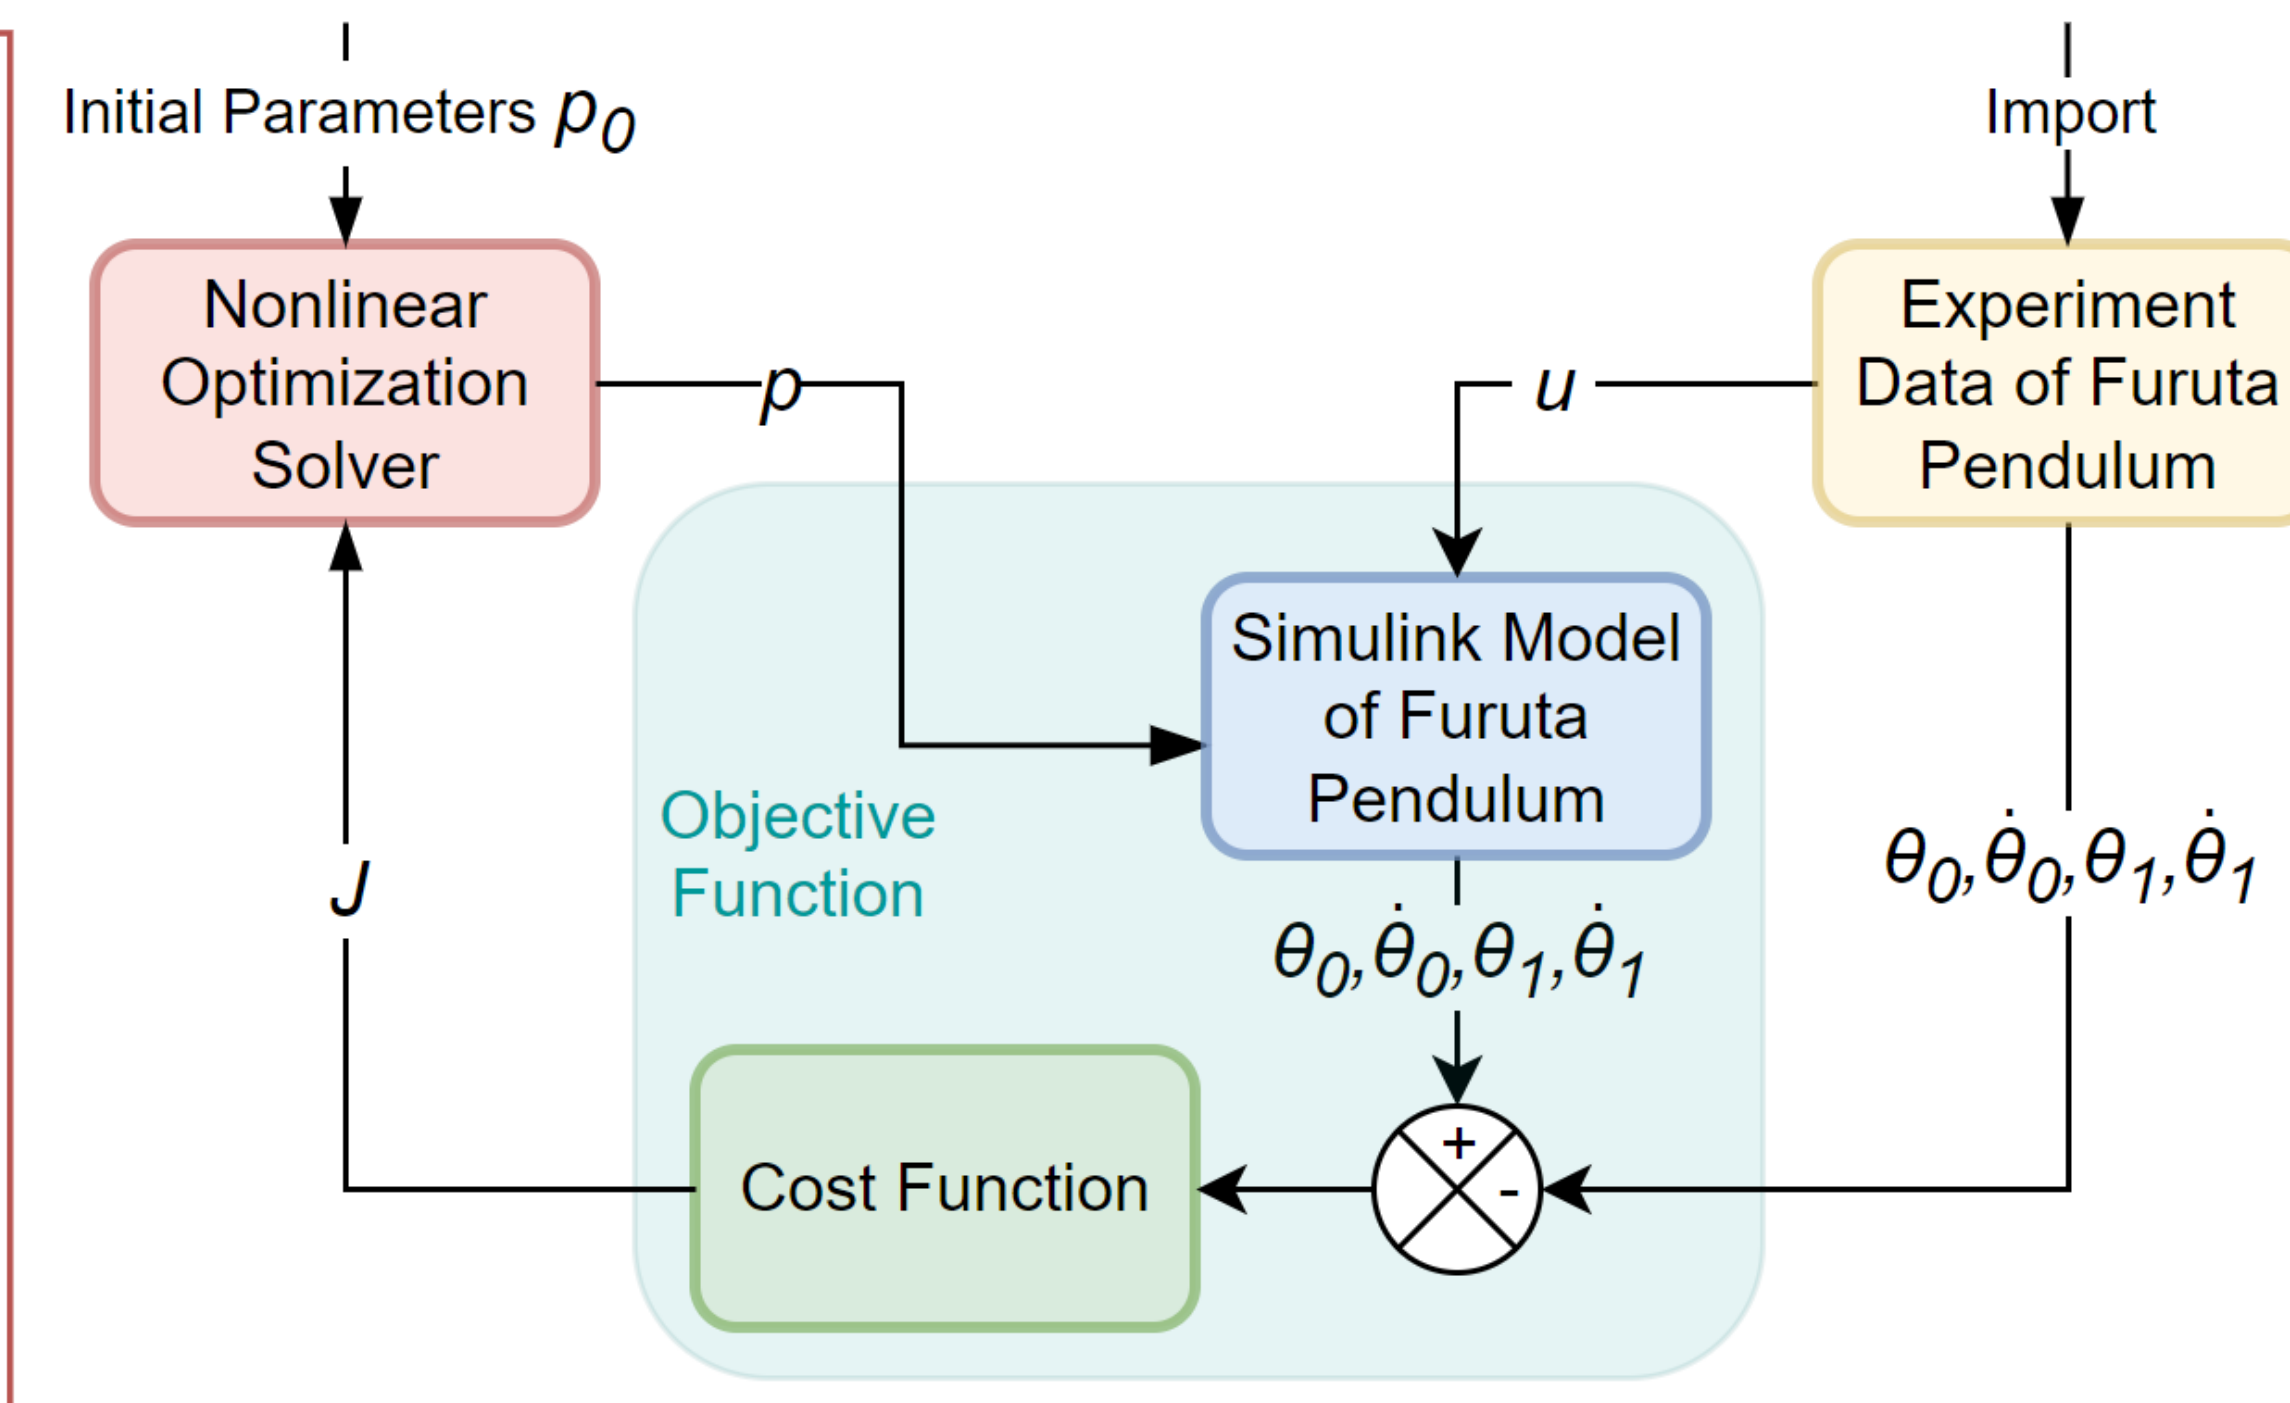 Initial Parameters p₀
Import
Nonlinear
Optimization
Solver
p
u
Experiment
Data of Furuta
Pendulum
Simulink Model
of Furuta
Pendulum
Objective
Function
J
θ₀,θ̇₀,θ₁,θ̇₁
θ₀,θ̇₀,θ₁,θ̇₁
Cost Function
+
-